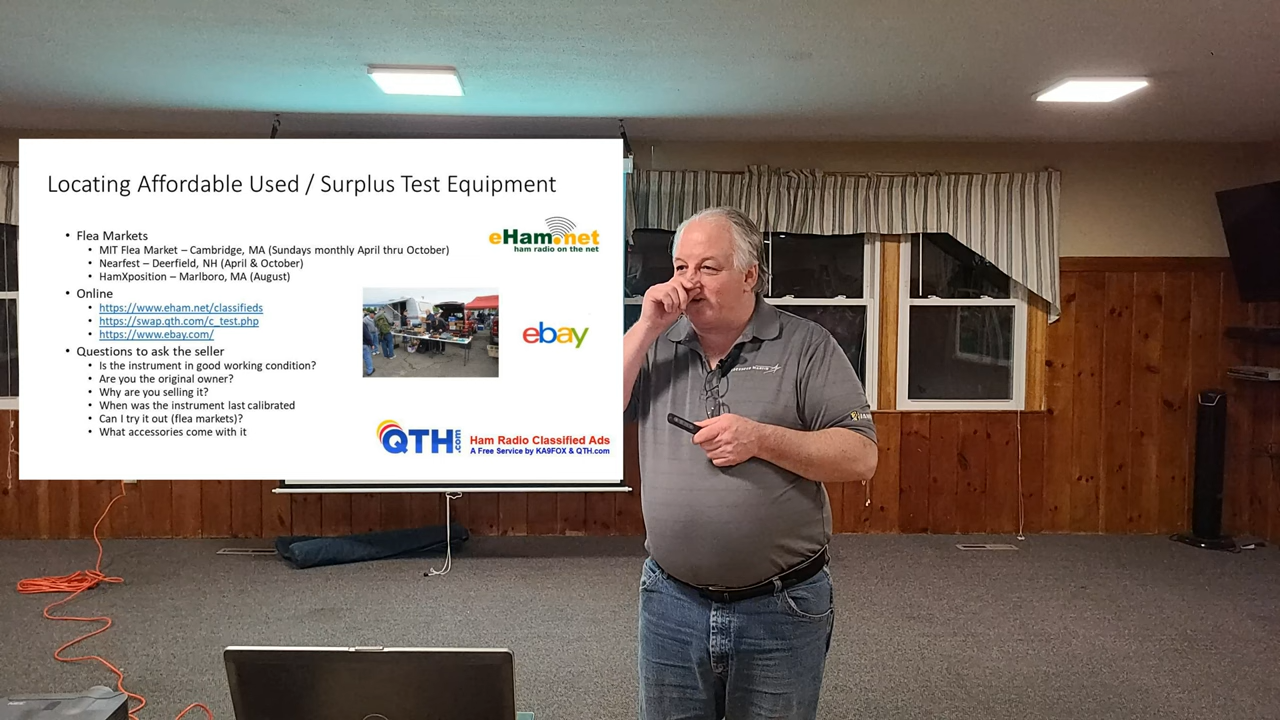 Locating Affordable Used / Surplus Test Equipment
• Flea Markets
• MIT Flea Market – Cambridge, MA (Sundays monthly April thru October)
• Nearfest – Deerfield, NH (April & October)
• HamXposition – Marlboro, MA (August)
• Online
• https://www.eham.net/classifieds
• https://swap.qth.com/c_test.php
• https://www.ebay.com/
• Questions to ask the seller
• Is the instrument in good working condition?
• Are you the original owner?
• Why are you selling it?
• When was the instrument last calibrated
• Can I try it out (flea markets)?
• What accessories come with it
eHam.net
ham radio on the net
ebay
QTH.com
Ham Radio Classified Ads
A Free Service by KA9FOX & QTH.com